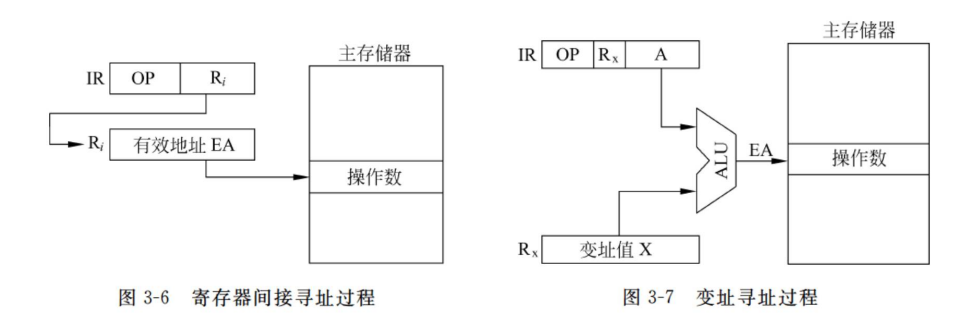 主存储器
IR OP R_i
R_i 有效地址 EA
操作数
图 3-6 寄存器间接寻址过程
主存储器
IR OP R_x A
ALU
EA
操作数
R_x 变址值 X
图 3-7 变址寻址过程